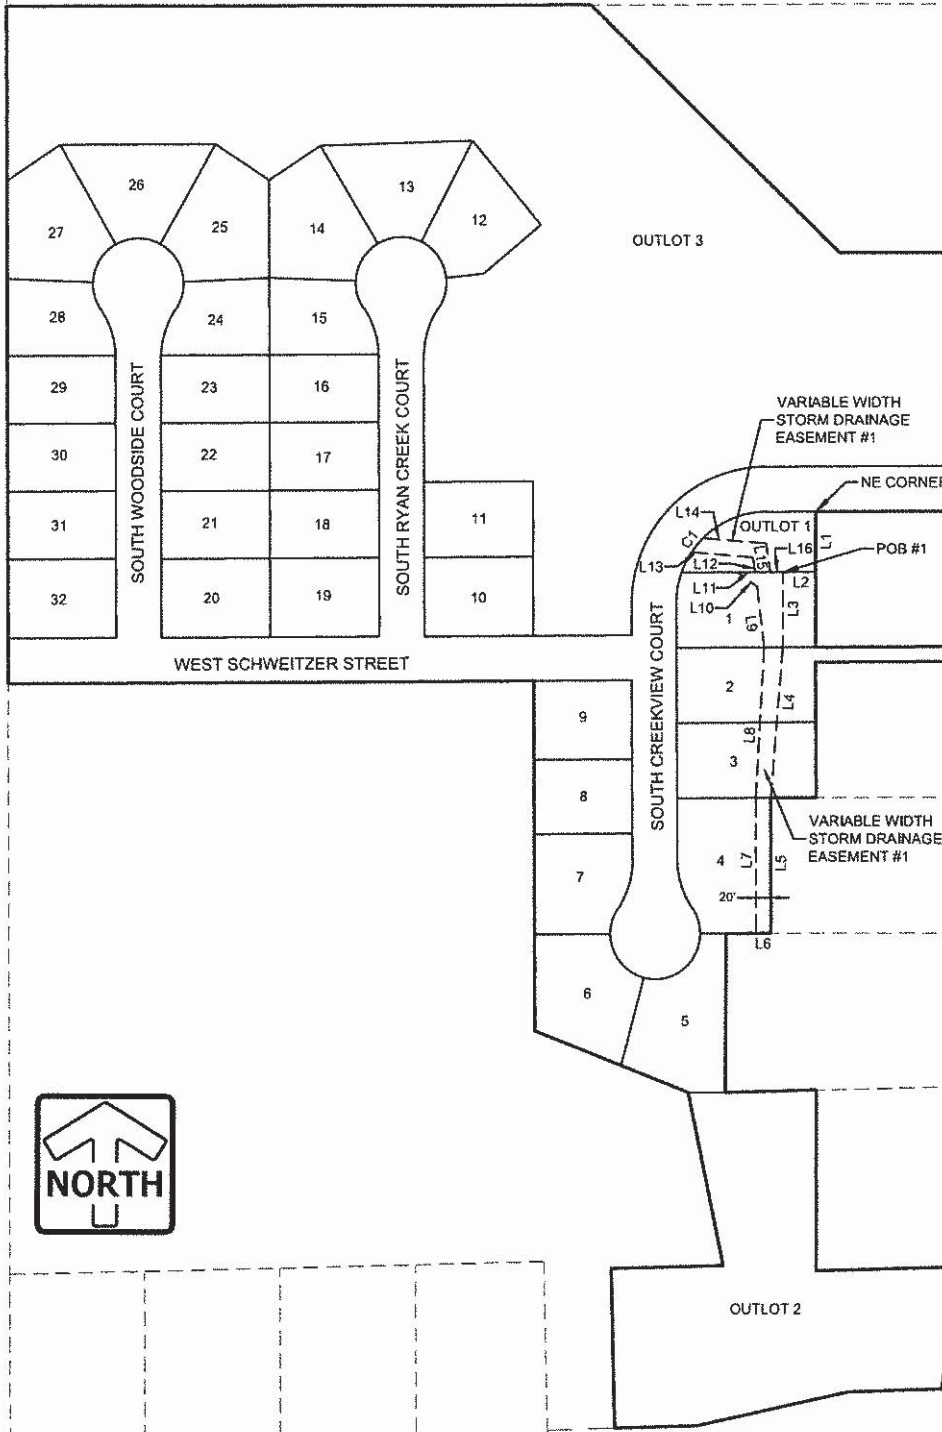 26
13
27
25
14
12
OUTLOT 3
28
24
15
29
23
16
30
22
17
31
21
18
11
32
20
19
10
SOUTH WOODSIDE COURT
SOUTH RYAN CREEK COURT
WEST SCHWEITZER STREET
VARIABLE WIDTH
STORM DRAINAGE
EASEMENT #1
NE CORNER
L14
OUTLOT 1
C1
L1
L16
L15
L13
L12
POB #1
L11
L2
L10
L3
1
L9
SOUTH CREEKVIEW COURT
2
L4
9
L8
3
8
VARIABLE WIDTH
STORM DRAINAGE
EASEMENT #1
7
4
L7
L5
20'
L6
6
5
NORTH
OUTLOT 2